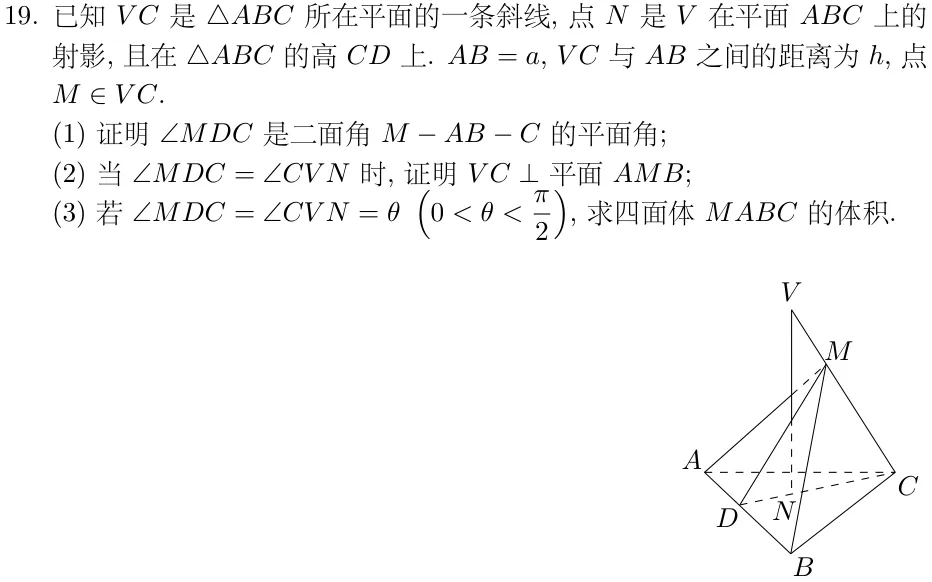 19. 已知 VC 是 △ABC 所在平面的一条斜线, 点 N 是 V 在平面 ABC 上的
射影, 且在 △ABC 的高 CD 上. AB = a, VC 与 AB 之间的距离为 h, 点
M ∈ VC.
(1) 证明 ∠MDC 是二面角 M − AB − C 的平面角;
(2) 当 ∠MDC = ∠CVN 时, 证明 VC ⊥ 平面 AMB;
(3) 若 ∠MDC = ∠CVN = θ (0 < θ < π/2), 求四面体 MABC 的体积.
V
M
A
C
D
N
B